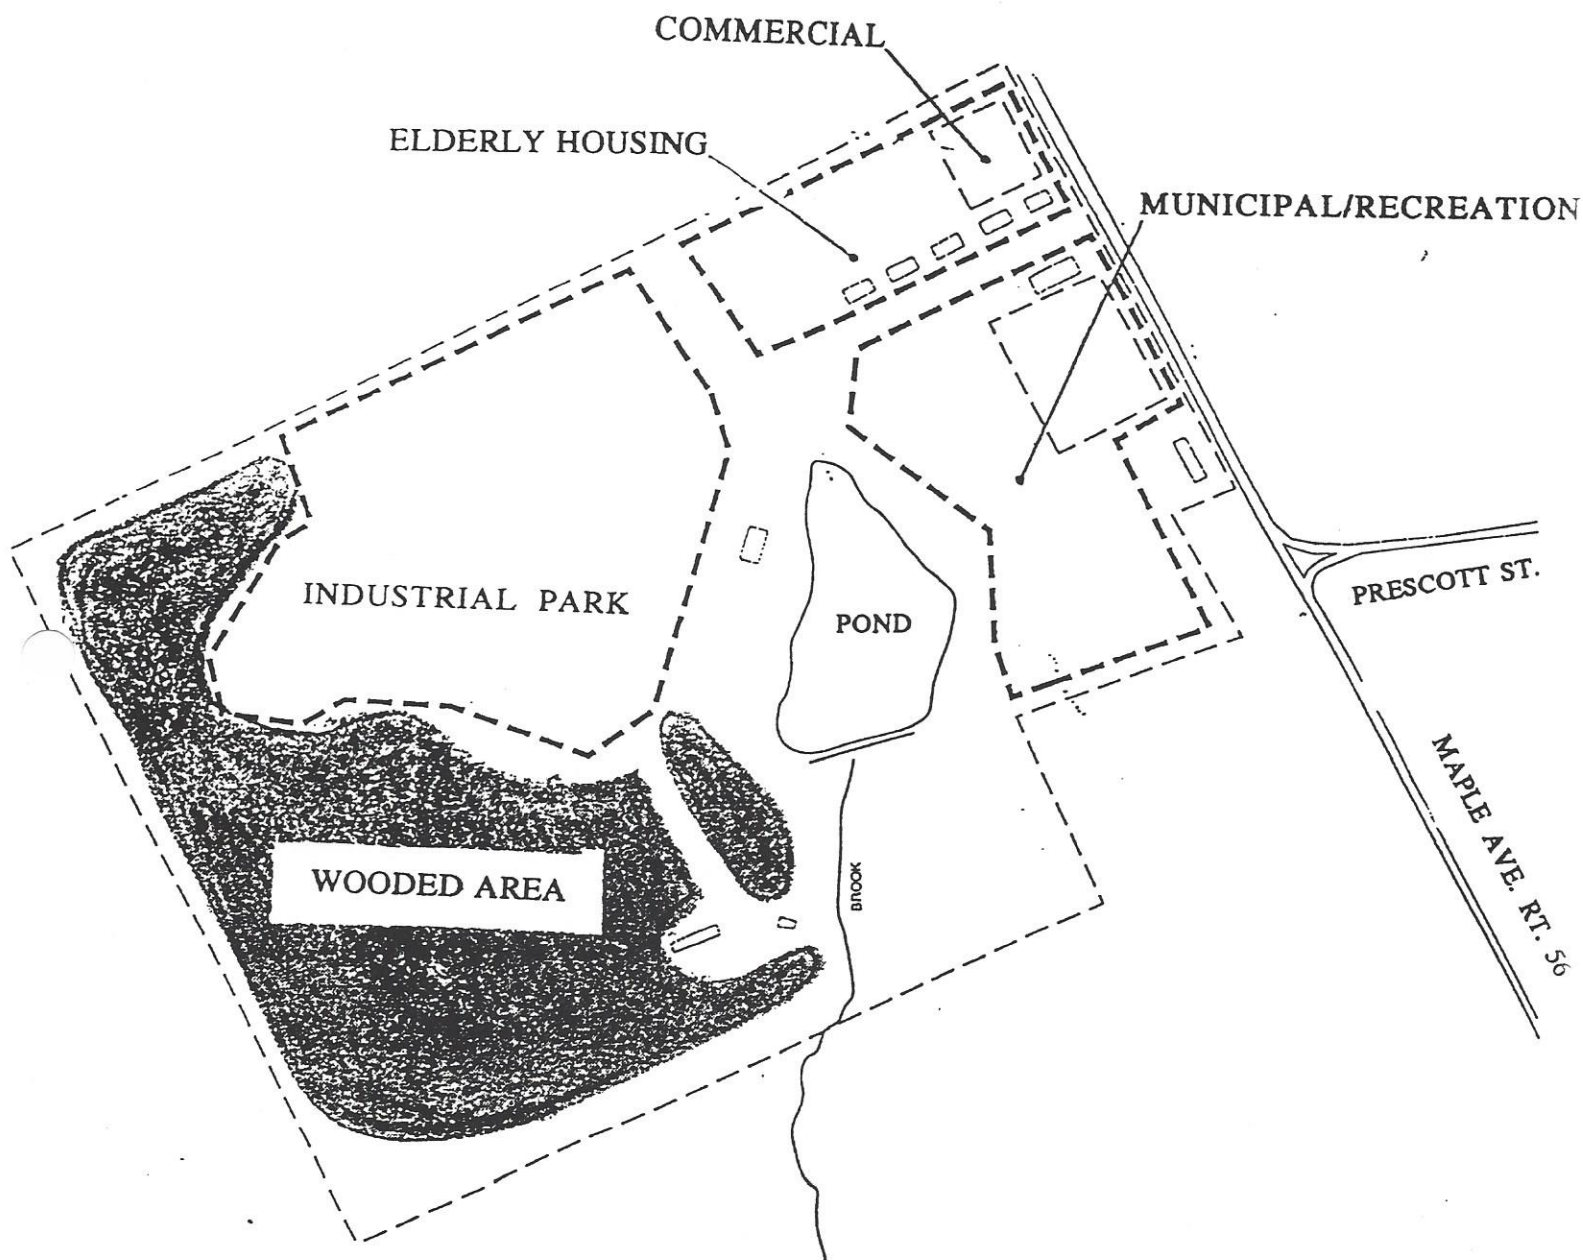 COMMERCIAL
ELDERLY HOUSING
MUNICIPAL/RECREATION
INDUSTRIAL PARK
POND
PRESCOTT ST.
MAPLE AVE. RT. 56
WOODED AREA
BROOK